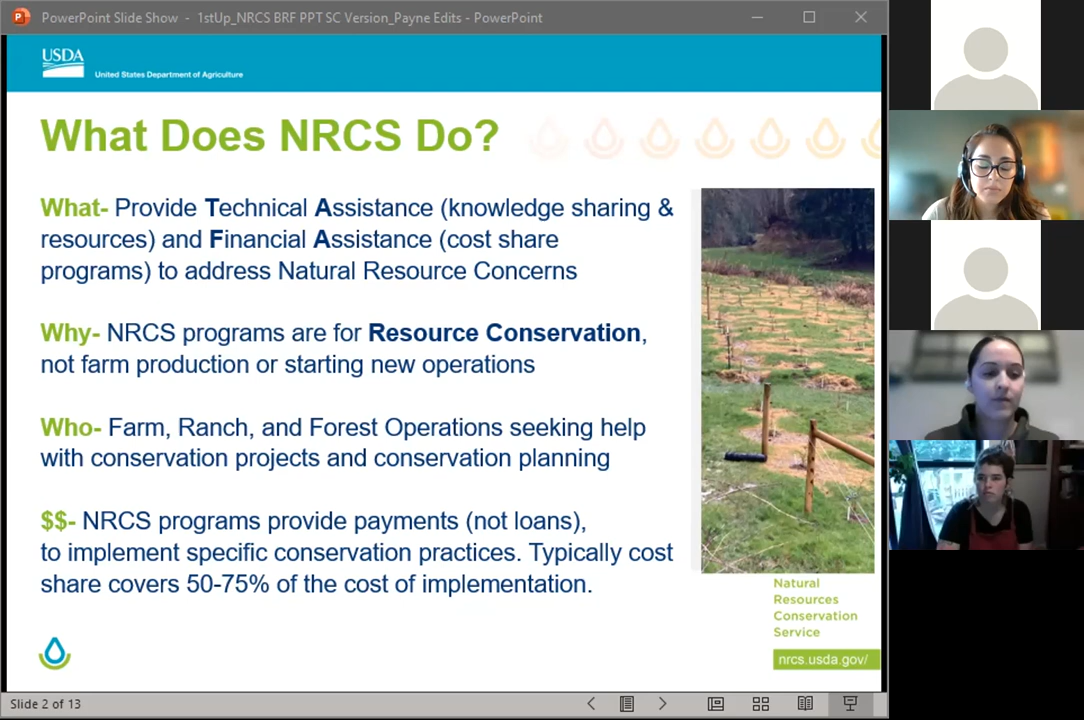 PowerPoint Slide Show - 1stUp_NRCS BRF PPT SC Version_Payne Edits - PowerPoint
USDA
United States Department of Agriculture
What Does NRCS Do?
What- Provide Technical Assistance (knowledge sharing &
resources) and Financial Assistance (cost share
programs) to address Natural Resource Concerns
Why- NRCS programs are for Resource Conservation,
not farm production or starting new operations
Who- Farm, Ranch, and Forest Operations seeking help
with conservation projects and conservation planning
$$- NRCS programs provide payments (not loans),
to implement specific conservation practices. Typically cost
share covers 50-75% of the cost of implementation.
Natural
Resources
Conservation
Service
nrcs.usda.gov/
Slide 2 of 13